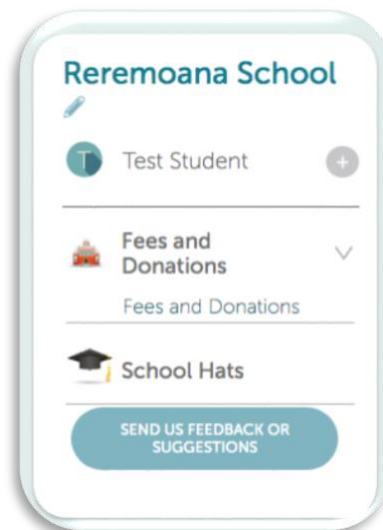 Reremoana School
T
Test Student
Fees and
Donations
Fees and Donations
School Hats
SEND US FEEDBACK OR
SUGGESTIONS